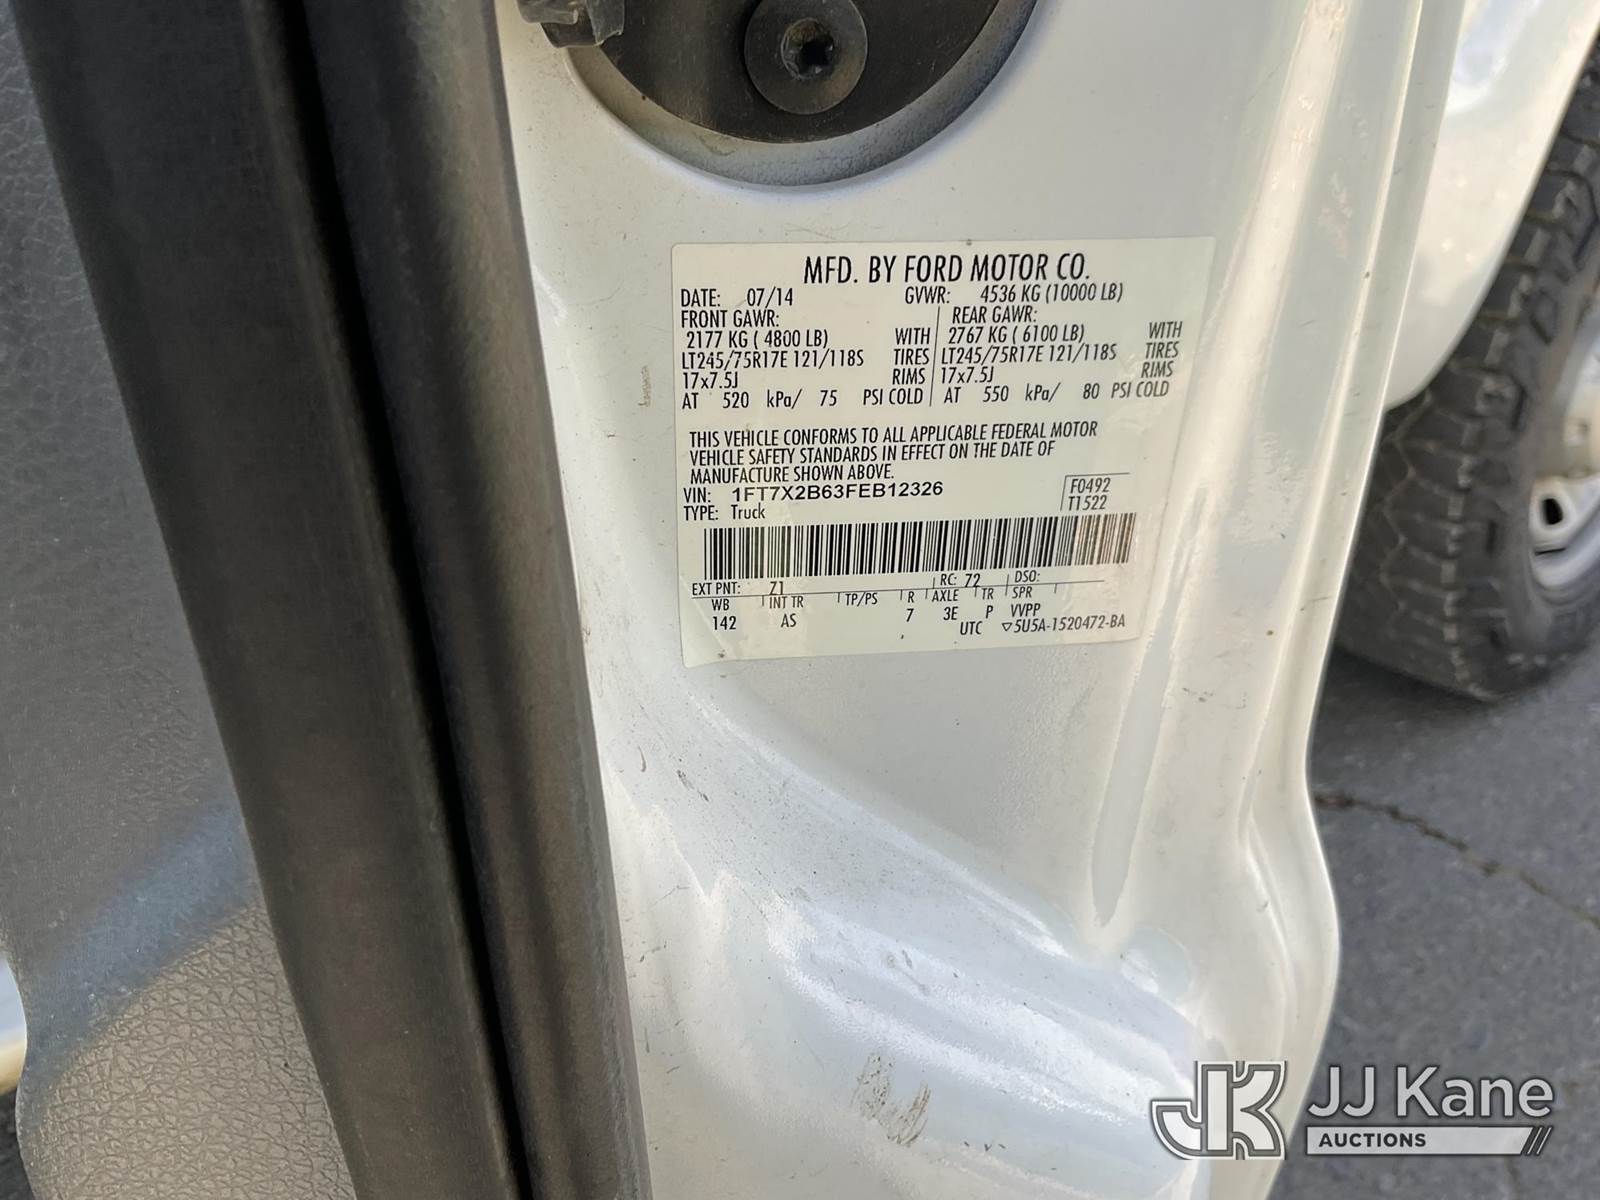 MFD. BY FORD MOTOR CO.
DATE: 07/14 GVWR: 4536 KG (10000 LB)
FRONT GAWR: REAR GAWR:
2177 KG ( 4800 LB) WITH 2767 KG ( 6100 LB) WITH
LT245/75R17E 121/118S TIRES LT245/75R17E 121/118S TIRES
17x7.5J RIMS 17x7.5J RIMS
AT 520 kPa/ 75 PSI COLD AT 550 kPa/ 80 PSI COLD
THIS VEHICLE CONFORMS TO ALL APPLICABLE FEDERAL MOTOR
VEHICLE SAFETY STANDARDS IN EFFECT ON THE DATE OF
MANUFACTURE SHOWN ABOVE.
VIN: 1FT7X2B63FEB12326 F0492
TYPE: Truck T1522
EXT PNT: Z1 RC: 72 DSO:
WB INT TR TP/PS R AXLE TR SPR
142 AS 7 3E P VVPP
UTC ▽5U5A-1520472-BA
JK JJ Kane
AUCTIONS